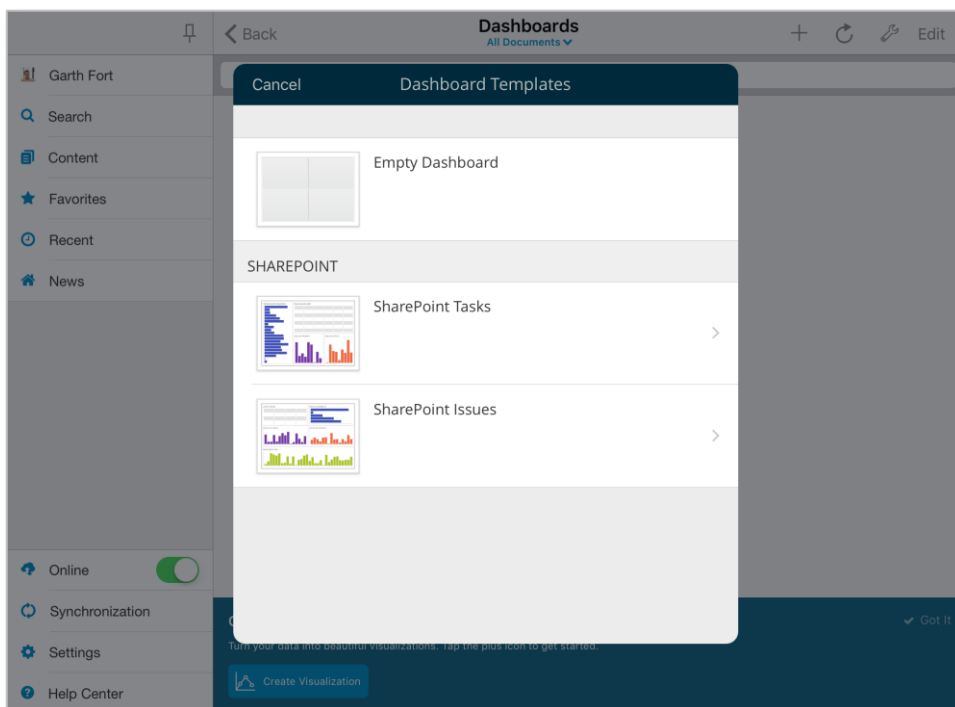 Back
Dashboards
All Documents
Edit
Garth Fort
Search
Content
Favorites
Recent
News
Online
Synchronization
Settings
Help Center
Cancel
Dashboard Templates
Empty Dashboard
SHAREPOINT
SharePoint Tasks
SharePoint Issues
Got It
Turn your data into beautiful visualizations. Tap the plus icon to get started.
Create Visualization